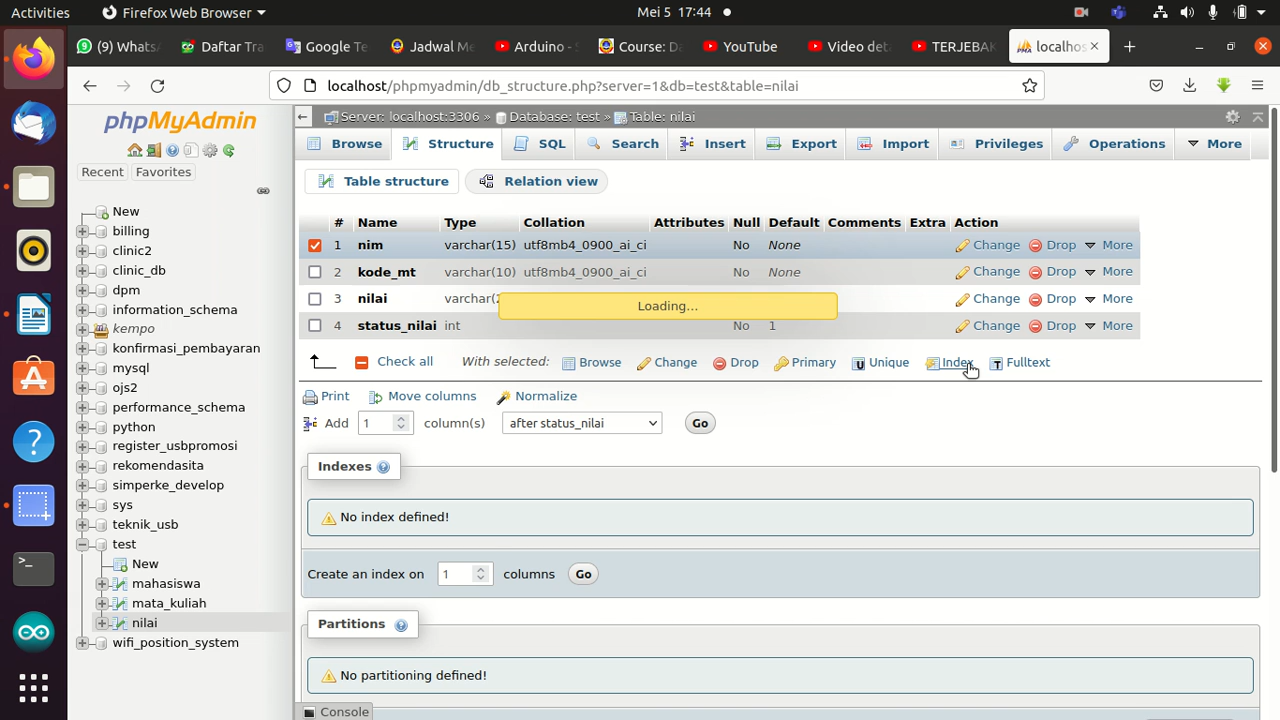 Activities Firefox Web Browser Mei 5 17:44
(9) Whats Daftar Tra Google Te Jadwal Me Arduino - S Course: Da YouTube Video deta TERJEBAK localhos
localhost/phpmyadmin/db_structure.php?server=1&db=test&table=nilai
phpMyAdmin
Recent Favorites
New
billing
clinic2
clinic_db
dpm
information_schema
kempo
konfirmasi_pembayaran
mysql
ojs2
performance_schema
python
register_usbpromosi
rekomendasita
simperke_develop
sys
teknik_usb
test
New
mahasiswa
mata_kuliah
nilai
wifi_position_system
Server: localhost:3306 » Database: test » Table: nilai
Browse Structure SQL Search Insert Export Import Privileges Operations More
Table structure Relation view
# Name Type Collation Attributes Null Default Comments Extra Action
1 nim varchar(15) utf8mb4_0900_ai_ci No None Change Drop More
2 kode_mt varchar(10) utf8mb4_0900_ai_ci No None Change Drop More
3 nilai varchar(2 Change Drop More
Loading...
4 status_nilai int No 1 Change Drop More
Check all With selected: Browse Change Drop Primary Unique Index Fulltext
Print Move columns Normalize
Add 1 column(s) after status_nilai Go
Indexes
No index defined!
Create an index on 1 columns Go
Partitions
No partitioning defined!
Console